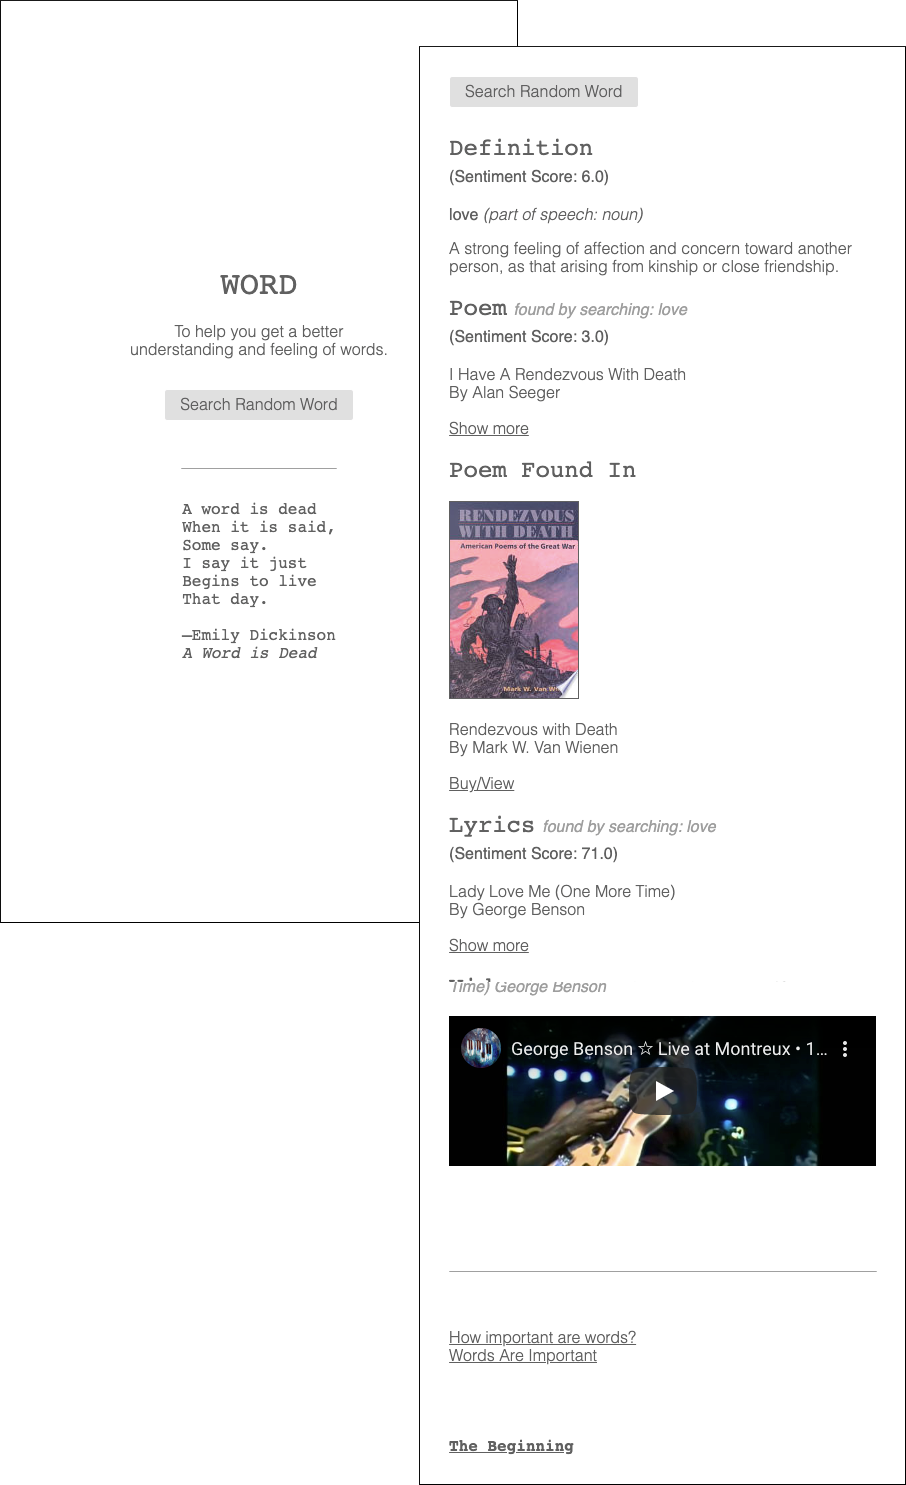 WORD
To help you get a better
understanding and feeling of words.
Search Random Word
A word is dead
When it is said,
Some say.
I say it just
Begins to live
That day.
—Emily Dickinson
A Word is Dead
Search Random Word
Definition
(Sentiment Score: 6.0)
love (part of speech: noun)
A strong feeling of affection and concern toward another
person, as that arising from kinship or close friendship.
Poem found by searching: love
(Sentiment Score: 3.0)
I Have A Rendezvous With Death
By Alan Seeger
Show more
Poem Found In
RENDEZVOUS
WITH DEATH
American Poems of the Great War
Mark W. Van
Rendezvous with Death
By Mark W. Van Wienen
Buy/View
Lyrics found by searching: love
(Sentiment Score: 71.0)
Lady Love Me (One More Time)
By George Benson
Show more
Time) George Benson
George Benson ☆ Live at Montreux • 1...
How important are words?
Words Are Important
The Beginning